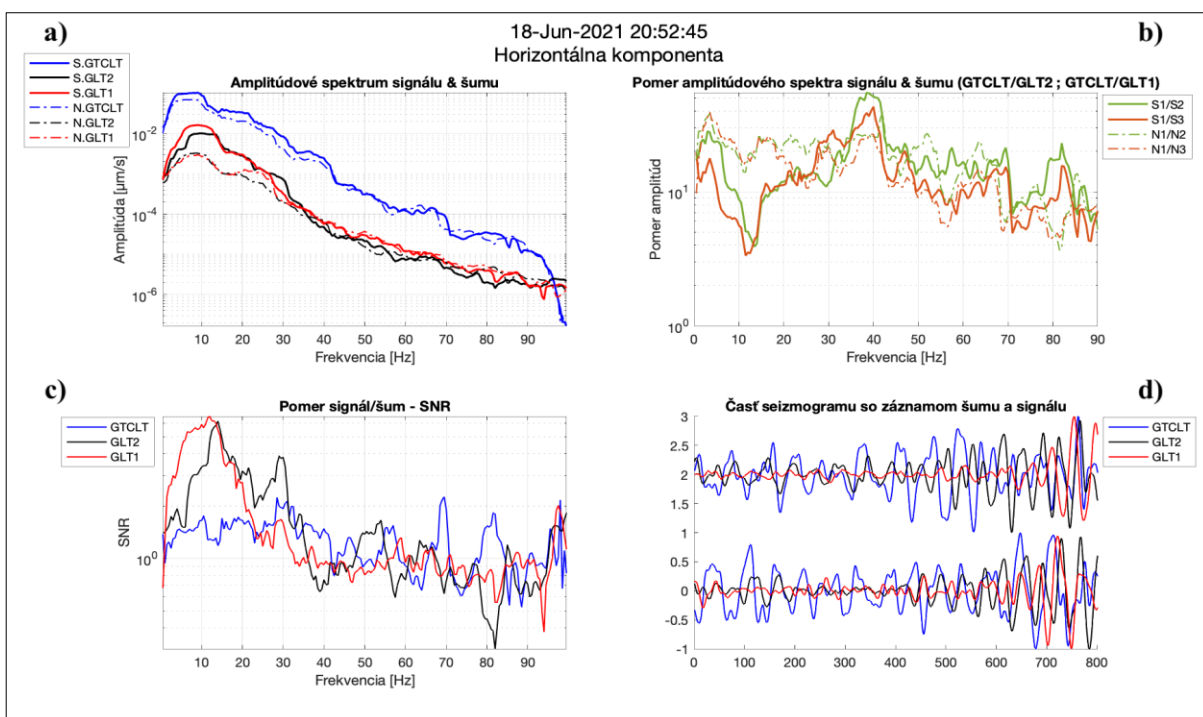 a)
18-Jun-2021 20:52:45
b)
Horizontálna komponenta
Amplitúdové spektrum signálu & šumu
S.GTCLT
S.GLT2
S.GLT1
N.GTCLT
N.GLT2
N.GLT1
Amplitúda [µm/s]
10-2
10-4
10-6
10 20 30 40 50 60 70 80 90
Frekvencia [Hz]
Pomer amplitúdového spektra signálu & šumu (GTCLT/GLT2 ; GTCLT/GLT1)
S1/S2
S1/S3
N1/N2
N1/N3
Pomer amplitúd
101
100
0 10 20 30 40 50 60 70 80 90
Frekvencia [Hz]
c)
Pomer signál/šum - SNR
GTCLT
GLT2
GLT1
SNR
100
10 20 30 40 50 60 70 80 90
Frekvencia [Hz]
d)
Časť seizmogramu so záznamom šumu a signálu
GTCLT
GLT2
GLT1
3
2.5
2
1.5
1
0.5
0
-0.5
-1
0 100 200 300 400 500 600 700 800